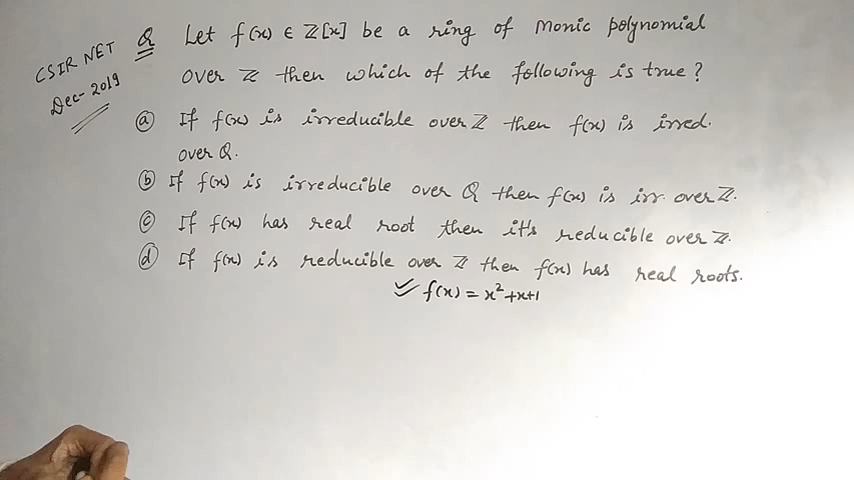 CSIR NET
Dec-2019
Q Let f(x) ∈ ℤ[x] be a ring of monic polynomial
over ℤ then which of the following is true?
ⓐ If f(x) is irreducible over ℤ then f(x) is irred.
over Q.
ⓑ If f(x) is irreducible over Q then f(x) is irr. over ℤ.
ⓒ If f(x) has real root then it's reducible over ℤ.
ⓓ If f(x) is reducible over ℤ then f(x) has real roots.
f(x) = x²+x+1